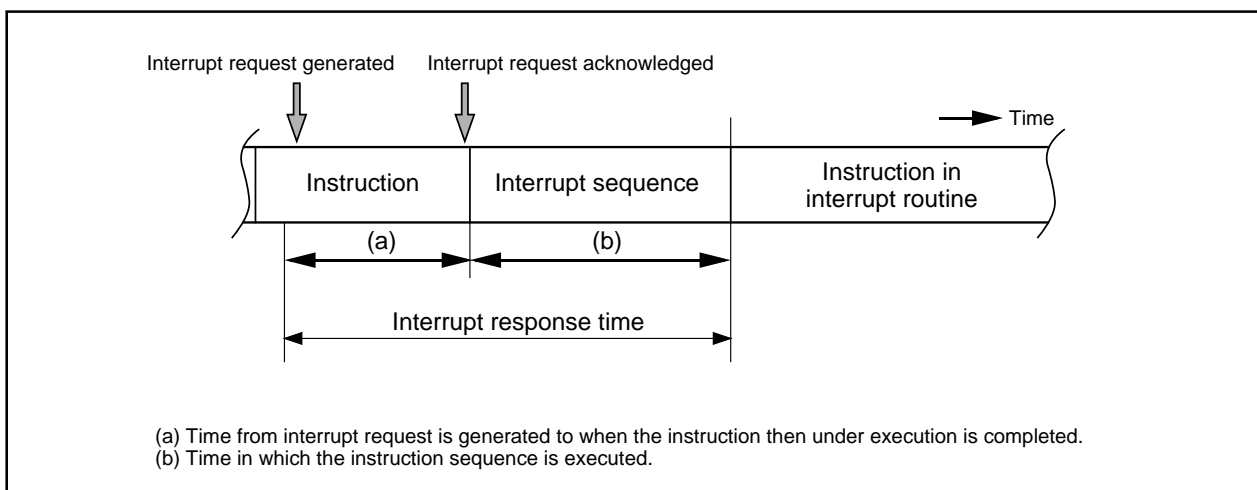 Interrupt request generated
Interrupt request acknowledged
Time
Instruction
Interrupt sequence
Instruction in
interrupt routine
(a)
(b)
Interrupt response time
(a) Time from interrupt request is generated to when the instruction then under execution is completed.
(b) Time in which the instruction sequence is executed.